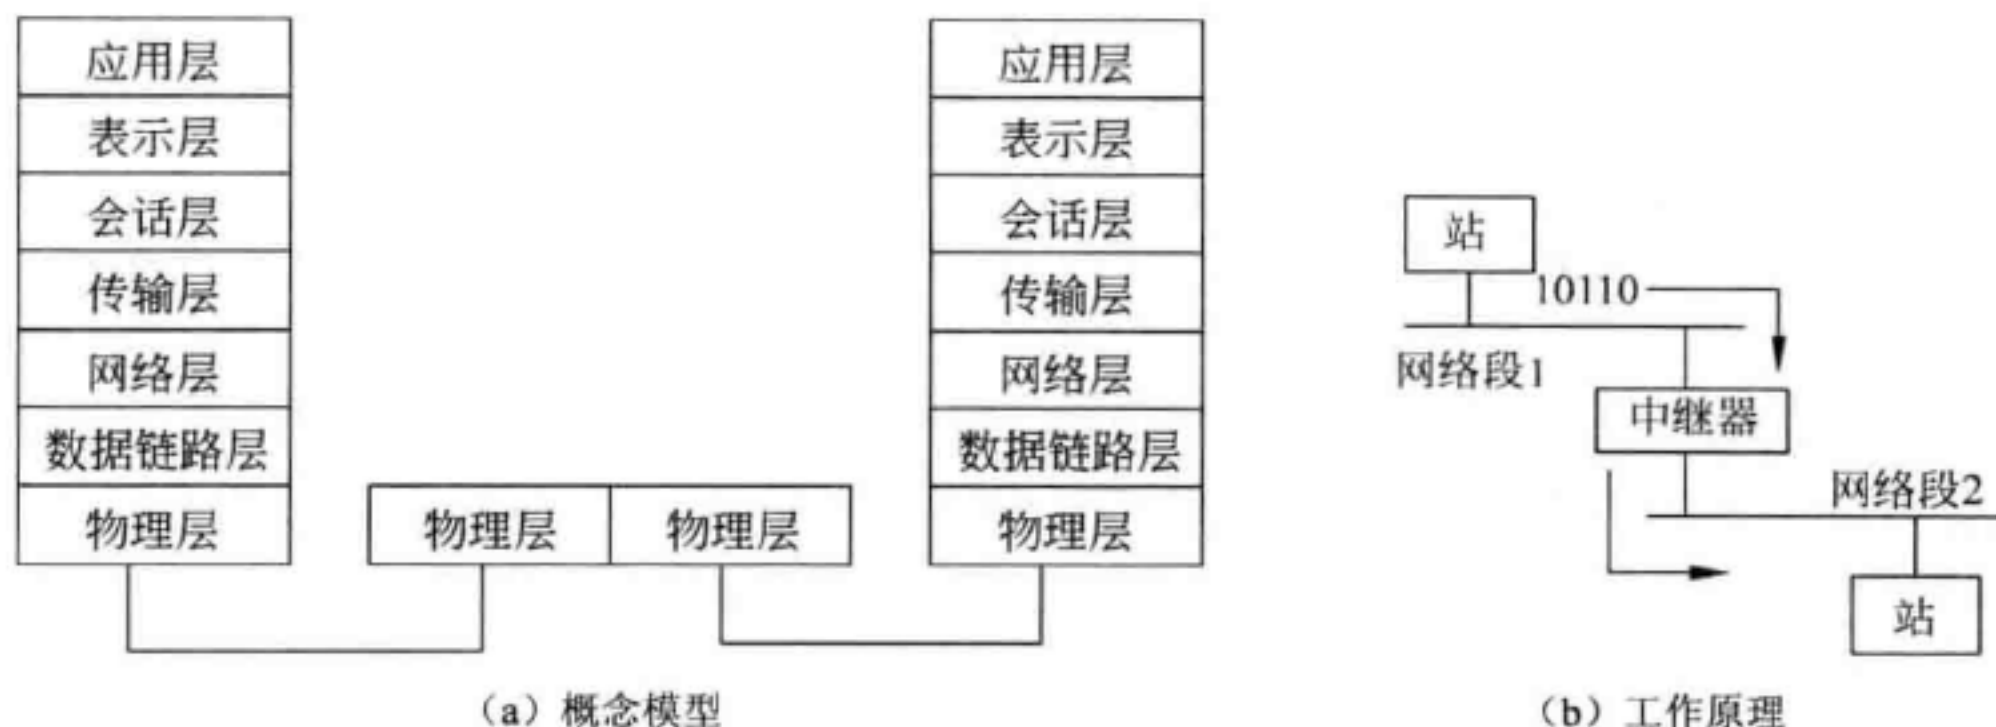 应用层
表示层
会话层
传输层
网络层
数据链路层
物理层
物理层
物理层
应用层
表示层
会话层
传输层
网络层
数据链路层
物理层
(a) 概念模型
站
10110
网络段1
中继器
网络段2
站
(b) 工作原理